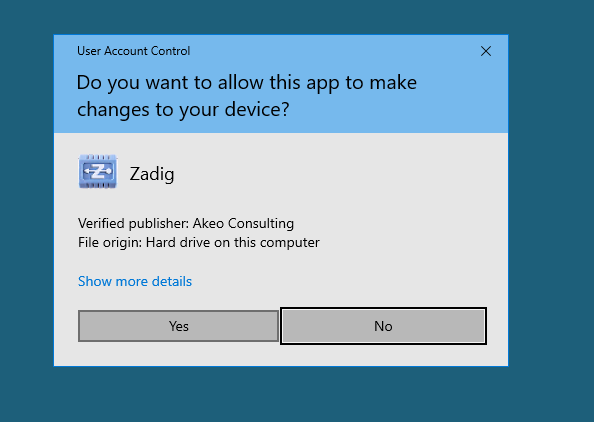 User Account Control
Do you want to allow this app to make
changes to your device?
Zadig
Verified publisher: Akeo Consulting
File origin: Hard drive on this computer
Show more details
Yes
No